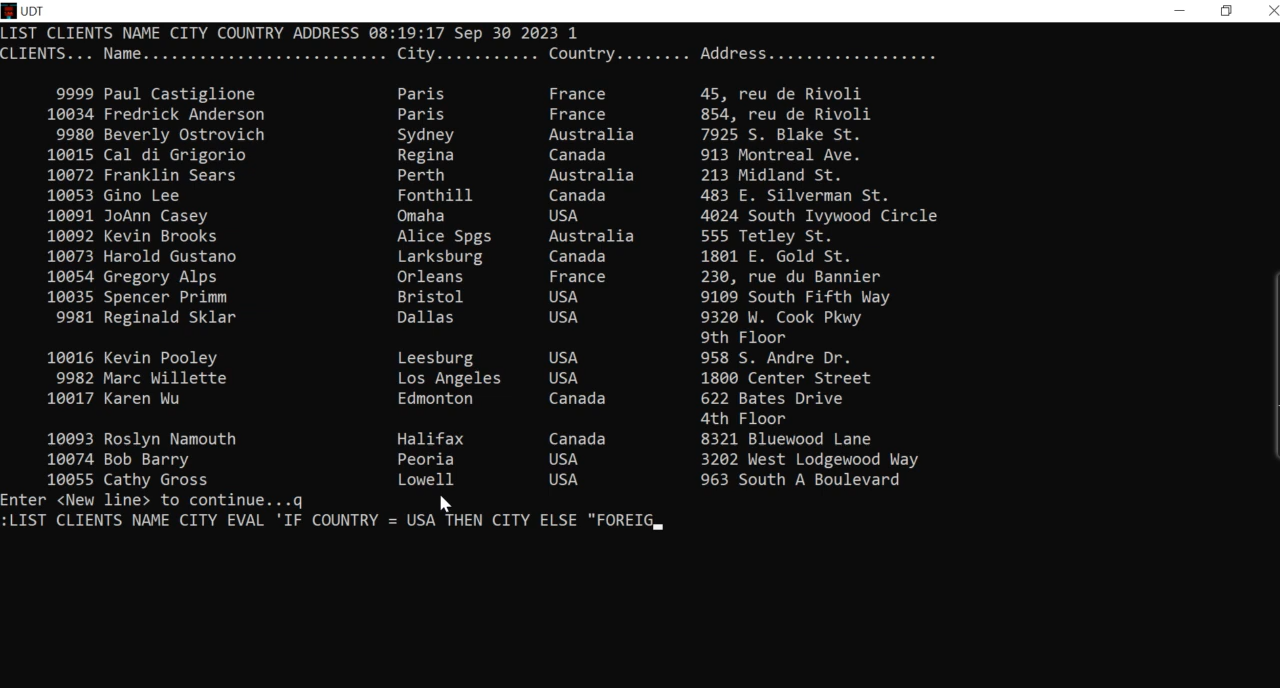 UDT
LIST CLIENTS NAME CITY COUNTRY ADDRESS 08:19:17 Sep 30 2023 1
CLIENTS... Name.......................... City........... Country........ Address..................
9999 Paul Castiglione Paris France 45, reu de Rivoli
10034 Fredrick Anderson Paris France 854, reu de Rivoli
9980 Beverly Ostrovich Sydney Australia 7925 S. Blake St.
10015 Cal di Grigorio Regina Canada 913 Montreal Ave.
10072 Franklin Sears Perth Australia 213 Midland St.
10053 Gino Lee Fonthill Canada 483 E. Silverman St.
10091 JoAnn Casey Omaha USA 4024 South Ivywood Circle
10092 Kevin Brooks Alice Spgs Australia 555 Tetley St.
10073 Harold Gustano Larksburg Canada 1801 E. Gold St.
10054 Gregory Alps Orleans France 230, rue du Bannier
10035 Spencer Primm Bristol USA 9109 South Fifth Way
9981 Reginald Sklar Dallas USA 9320 W. Cook Pkwy
9th Floor
10016 Kevin Pooley Leesburg USA 958 S. Andre Dr.
9982 Marc Willette Los Angeles USA 1800 Center Street
10017 Karen Wu Edmonton Canada 622 Bates Drive
4th Floor
10093 Roslyn Namouth Halifax Canada 8321 Bluewood Lane
10074 Bob Barry Peoria USA 3202 West Lodgewood Way
10055 Cathy Gross Lowell USA 963 South A Boulevard
Enter <New line> to continue...q
:LIST CLIENTS NAME CITY EVAL 'IF COUNTRY = USA THEN CITY ELSE "FOREIG_